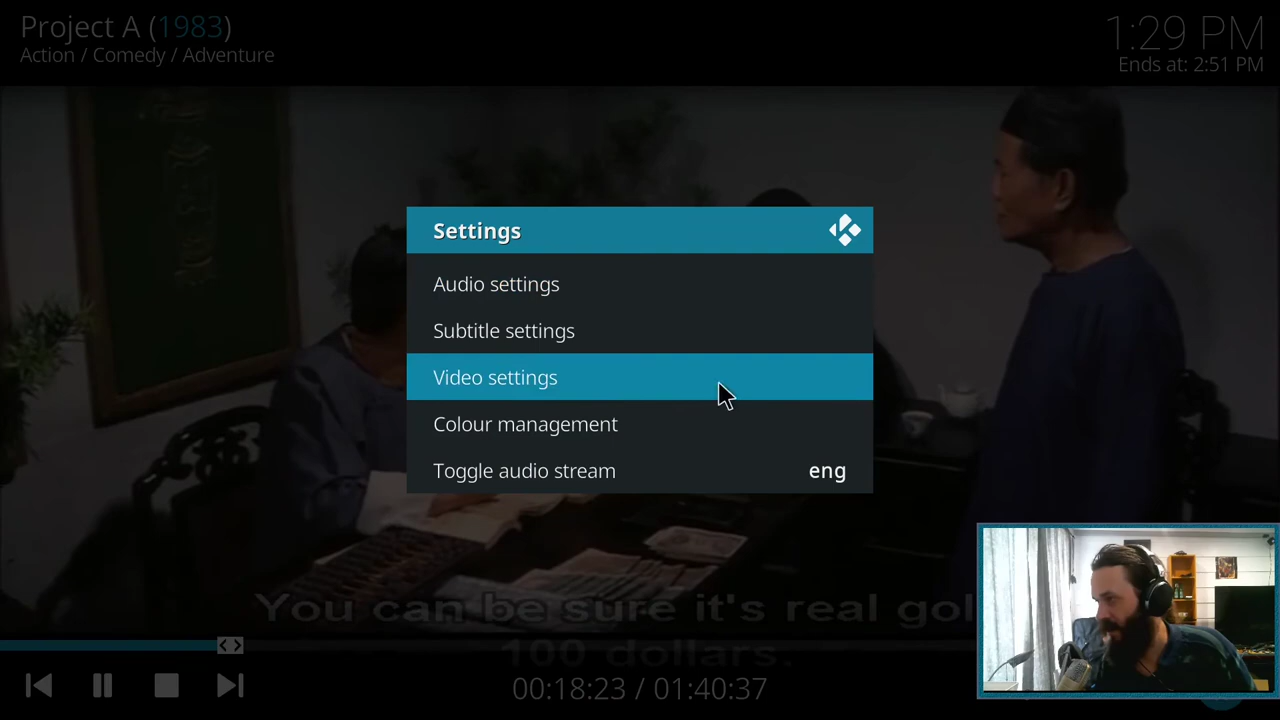 Project A (1983)
Action / Comedy / Adventure
1:29 PM
Ends at: 2:51 PM
Settings
Audio settings
Subtitle settings
Video settings
Colour management
Toggle audio stream eng
You can be sure it's real gol
100 dollars.
00:18:23 / 01:40:37